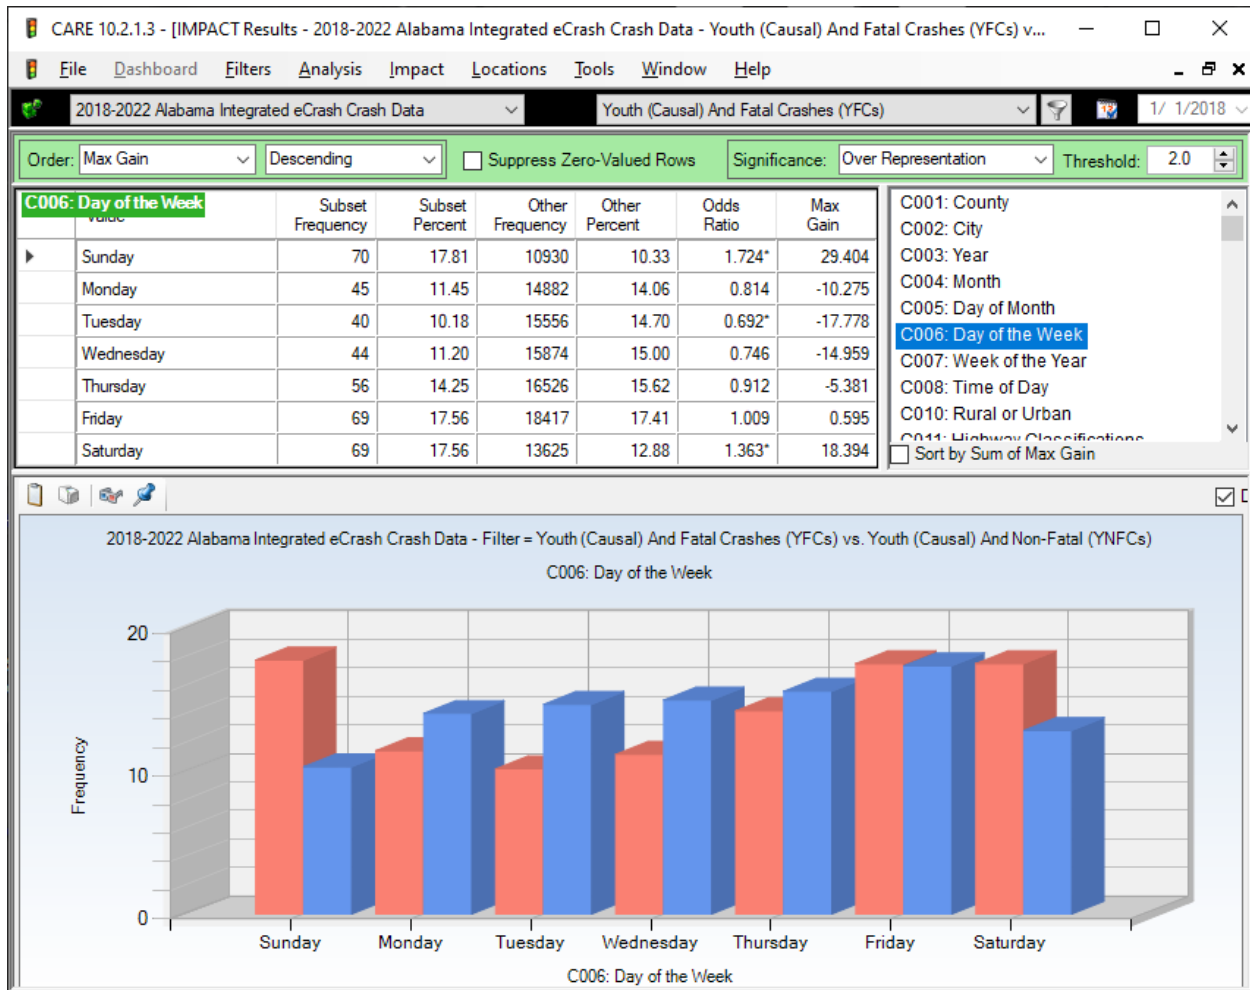 CARE 10.2.1.3 - [IMPACT Results - 2018-2022 Alabama Integrated eCrash Crash Data - Youth (Causal) And Fatal Crashes (YFCs) v...
File Dashboard Filters Analysis Impact Locations Tools Window Help
2018-2022 Alabama Integrated eCrash Crash Data Youth (Causal) And Fatal Crashes (YFCs) 1/ 1/2018
Order: Max Gain Descending Suppress Zero-Valued Rows Significance: Over Representation Threshold: 2.0
C006: Day of the Week
Subset Frequency Subset Percent Other Frequency Other Percent Odds Ratio Max Gain
Sunday 70 17.81 10930 10.33 1.724* 29.404
Monday 45 11.45 14882 14.06 0.814 -10.275
Tuesday 40 10.18 15556 14.70 0.692* -17.778
Wednesday 44 11.20 15874 15.00 0.746 -14.959
Thursday 56 14.25 16526 15.62 0.912 -5.381
Friday 69 17.56 18417 17.41 1.009 0.595
Saturday 69 17.56 13625 12.88 1.363* 18.394
C001: County
C002: City
C003: Year
C004: Month
C005: Day of Month
C006: Day of the Week
C007: Week of the Year
C008: Time of Day
C010: Rural or Urban
C011: Highway Classifications
Sort by Sum of Max Gain
2018-2022 Alabama Integrated eCrash Crash Data - Filter = Youth (Causal) And Fatal Crashes (YFCs) vs. Youth (Causal) And Non-Fatal (YNFCs)
C006: Day of the Week
20
10
0
Frequency
Sunday Monday Tuesday Wednesday Thursday Friday Saturday
C006: Day of the Week